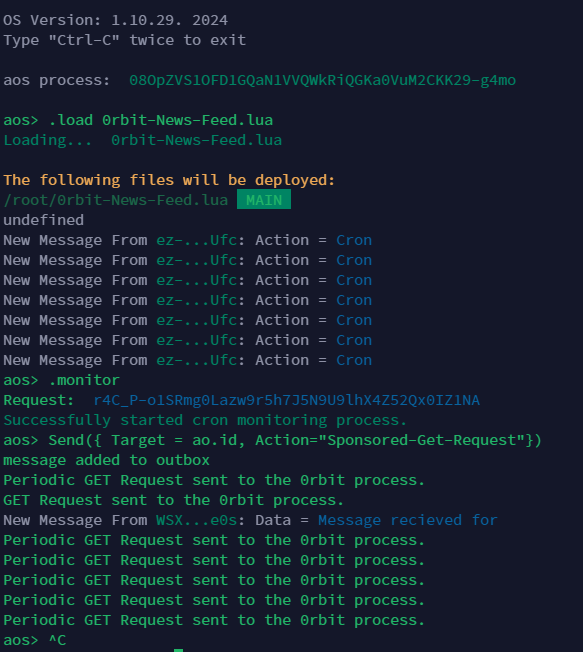 OS Version: 1.10.29. 2024
Type "Ctrl-C" twice to exit
aos process:  08OpZVS1OFD1GQaN1VVQWkRiQGKa0VuM2CKK29-g4mo
aos> .load 0rbit-News-Feed.lua
Loading...  0rbit-News-Feed.lua
The following files will be deployed:
/root/0rbit-News-Feed.lua  MAIN
undefined
New Message From ez-...Ufc: Action = Cron
New Message From ez-...Ufc: Action = Cron
New Message From ez-...Ufc: Action = Cron
New Message From ez-...Ufc: Action = Cron
New Message From ez-...Ufc: Action = Cron
New Message From ez-...Ufc: Action = Cron
New Message From ez-...Ufc: Action = Cron
aos> .monitor
Request:  r4C_P-o1SRmg0Lazw9r5h7J5N9U9lhX4Z52Qx0IZ1NA
Successfully started cron monitoring process.
aos> Send({ Target = ao.id, Action="Sponsored-Get-Request"})
message added to outbox
Periodic GET Request sent to the 0rbit process.
GET Request sent to the 0rbit process.
New Message From WSX...e0s: Data = Message recieved for
Periodic GET Request sent to the 0rbit process.
Periodic GET Request sent to the 0rbit process.
Periodic GET Request sent to the 0rbit process.
Periodic GET Request sent to the 0rbit process.
Periodic GET Request sent to the 0rbit process.
aos> ^C